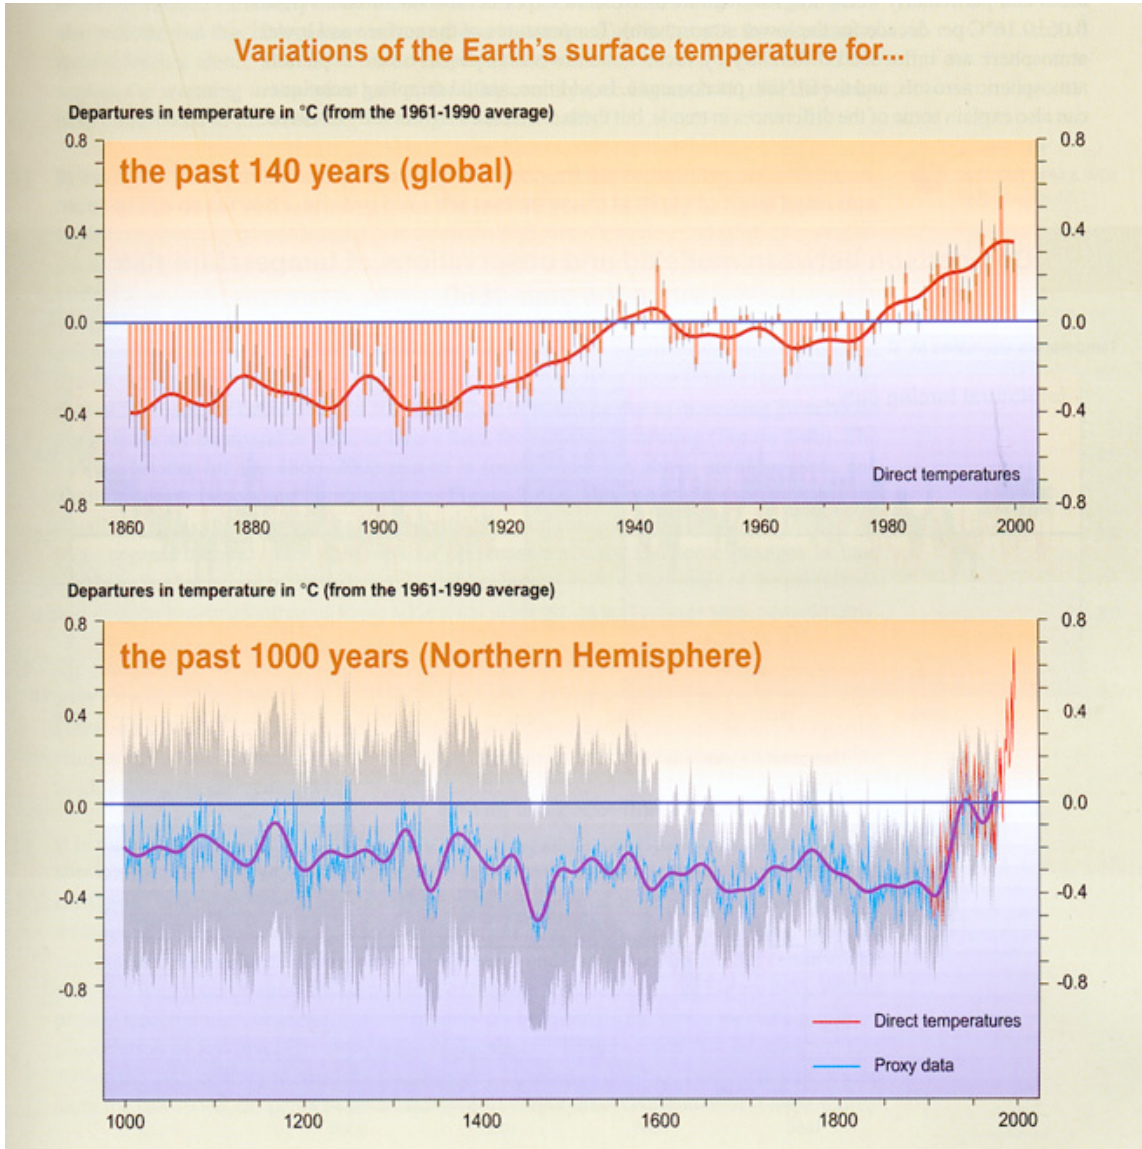 Variations of the Earth's surface temperature for...
Departures in temperature in °C (from the 1961-1990 average)
0.8 0.8
the past 140 years (global)
0.4 0.4
0.0 0.0
-0.4 -0.4
Direct temperatures
-0.8 -0.8
1860 1880 1900 1920 1940 1960 1980 2000
Departures in temperature in °C (from the 1961-1990 average)
0.8 0.8
the past 1000 years (Northern Hemisphere)
0.4 0.4
0.0 0.0
-0.4 -0.4
-0.8 -0.8
Direct temperatures
Proxy data
1000 1200 1400 1600 1800 2000